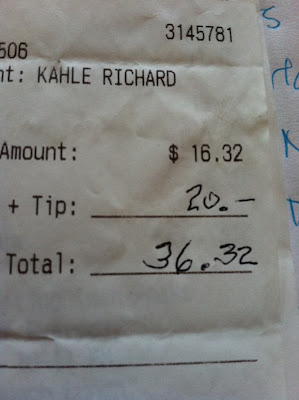 3145781
506
nt: KAHLE RICHARD
Amount: $ 16.32
+ Tip: 20.-
Total: 36.32